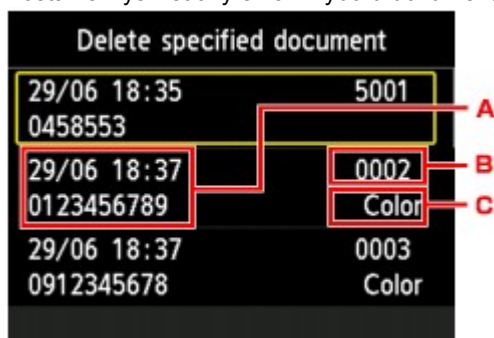 Delete specified document
29/06 18:35 5001
0458553
A
29/06 18:37 0002 B
0123456789 Color C
29/06 18:37 0003
0912345678 Color